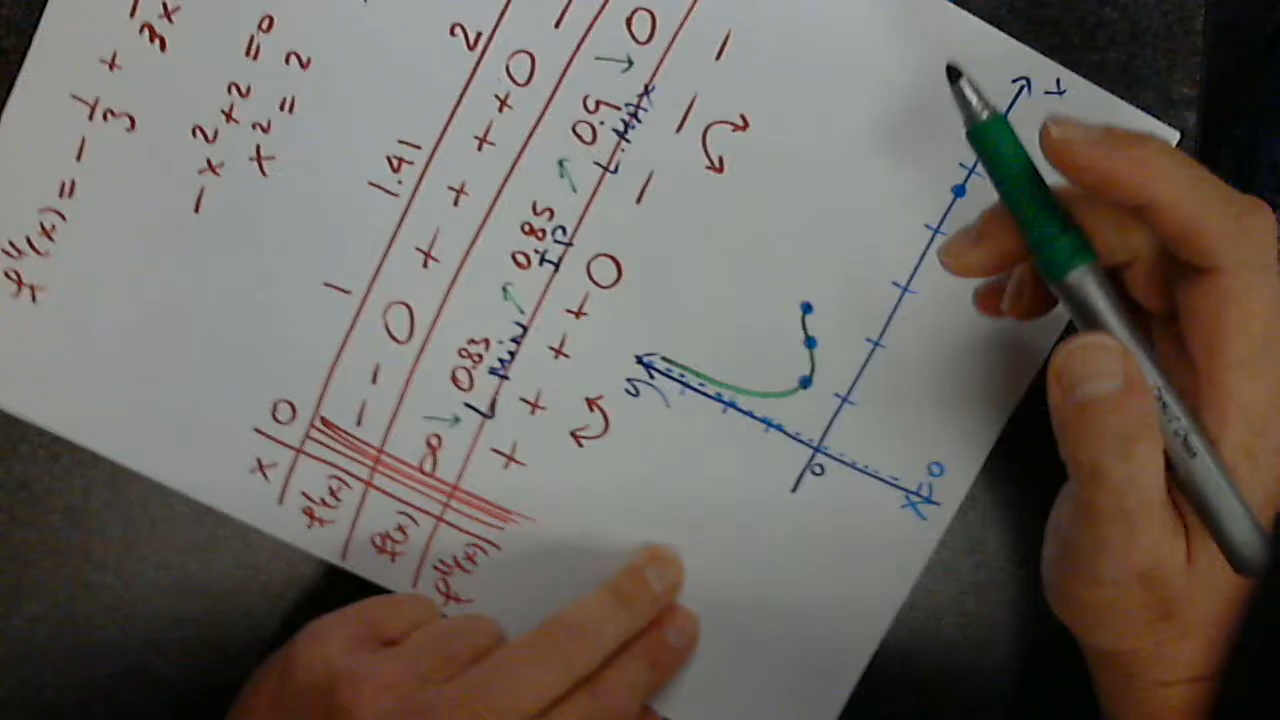 f''(x) = - 1/3 + 3x
-x² + 2 = 0
x² = 2
x 0 1 1.41 2
f'(x) - - 0 + + + + 0 -
f(x) ∞ ↘ 0.83 ↗ 0.85 ↗ 0.9 ↘ 0
L Min IP L.MAX
f''(x) + + + + 0 - - -
y
x
0
x=0